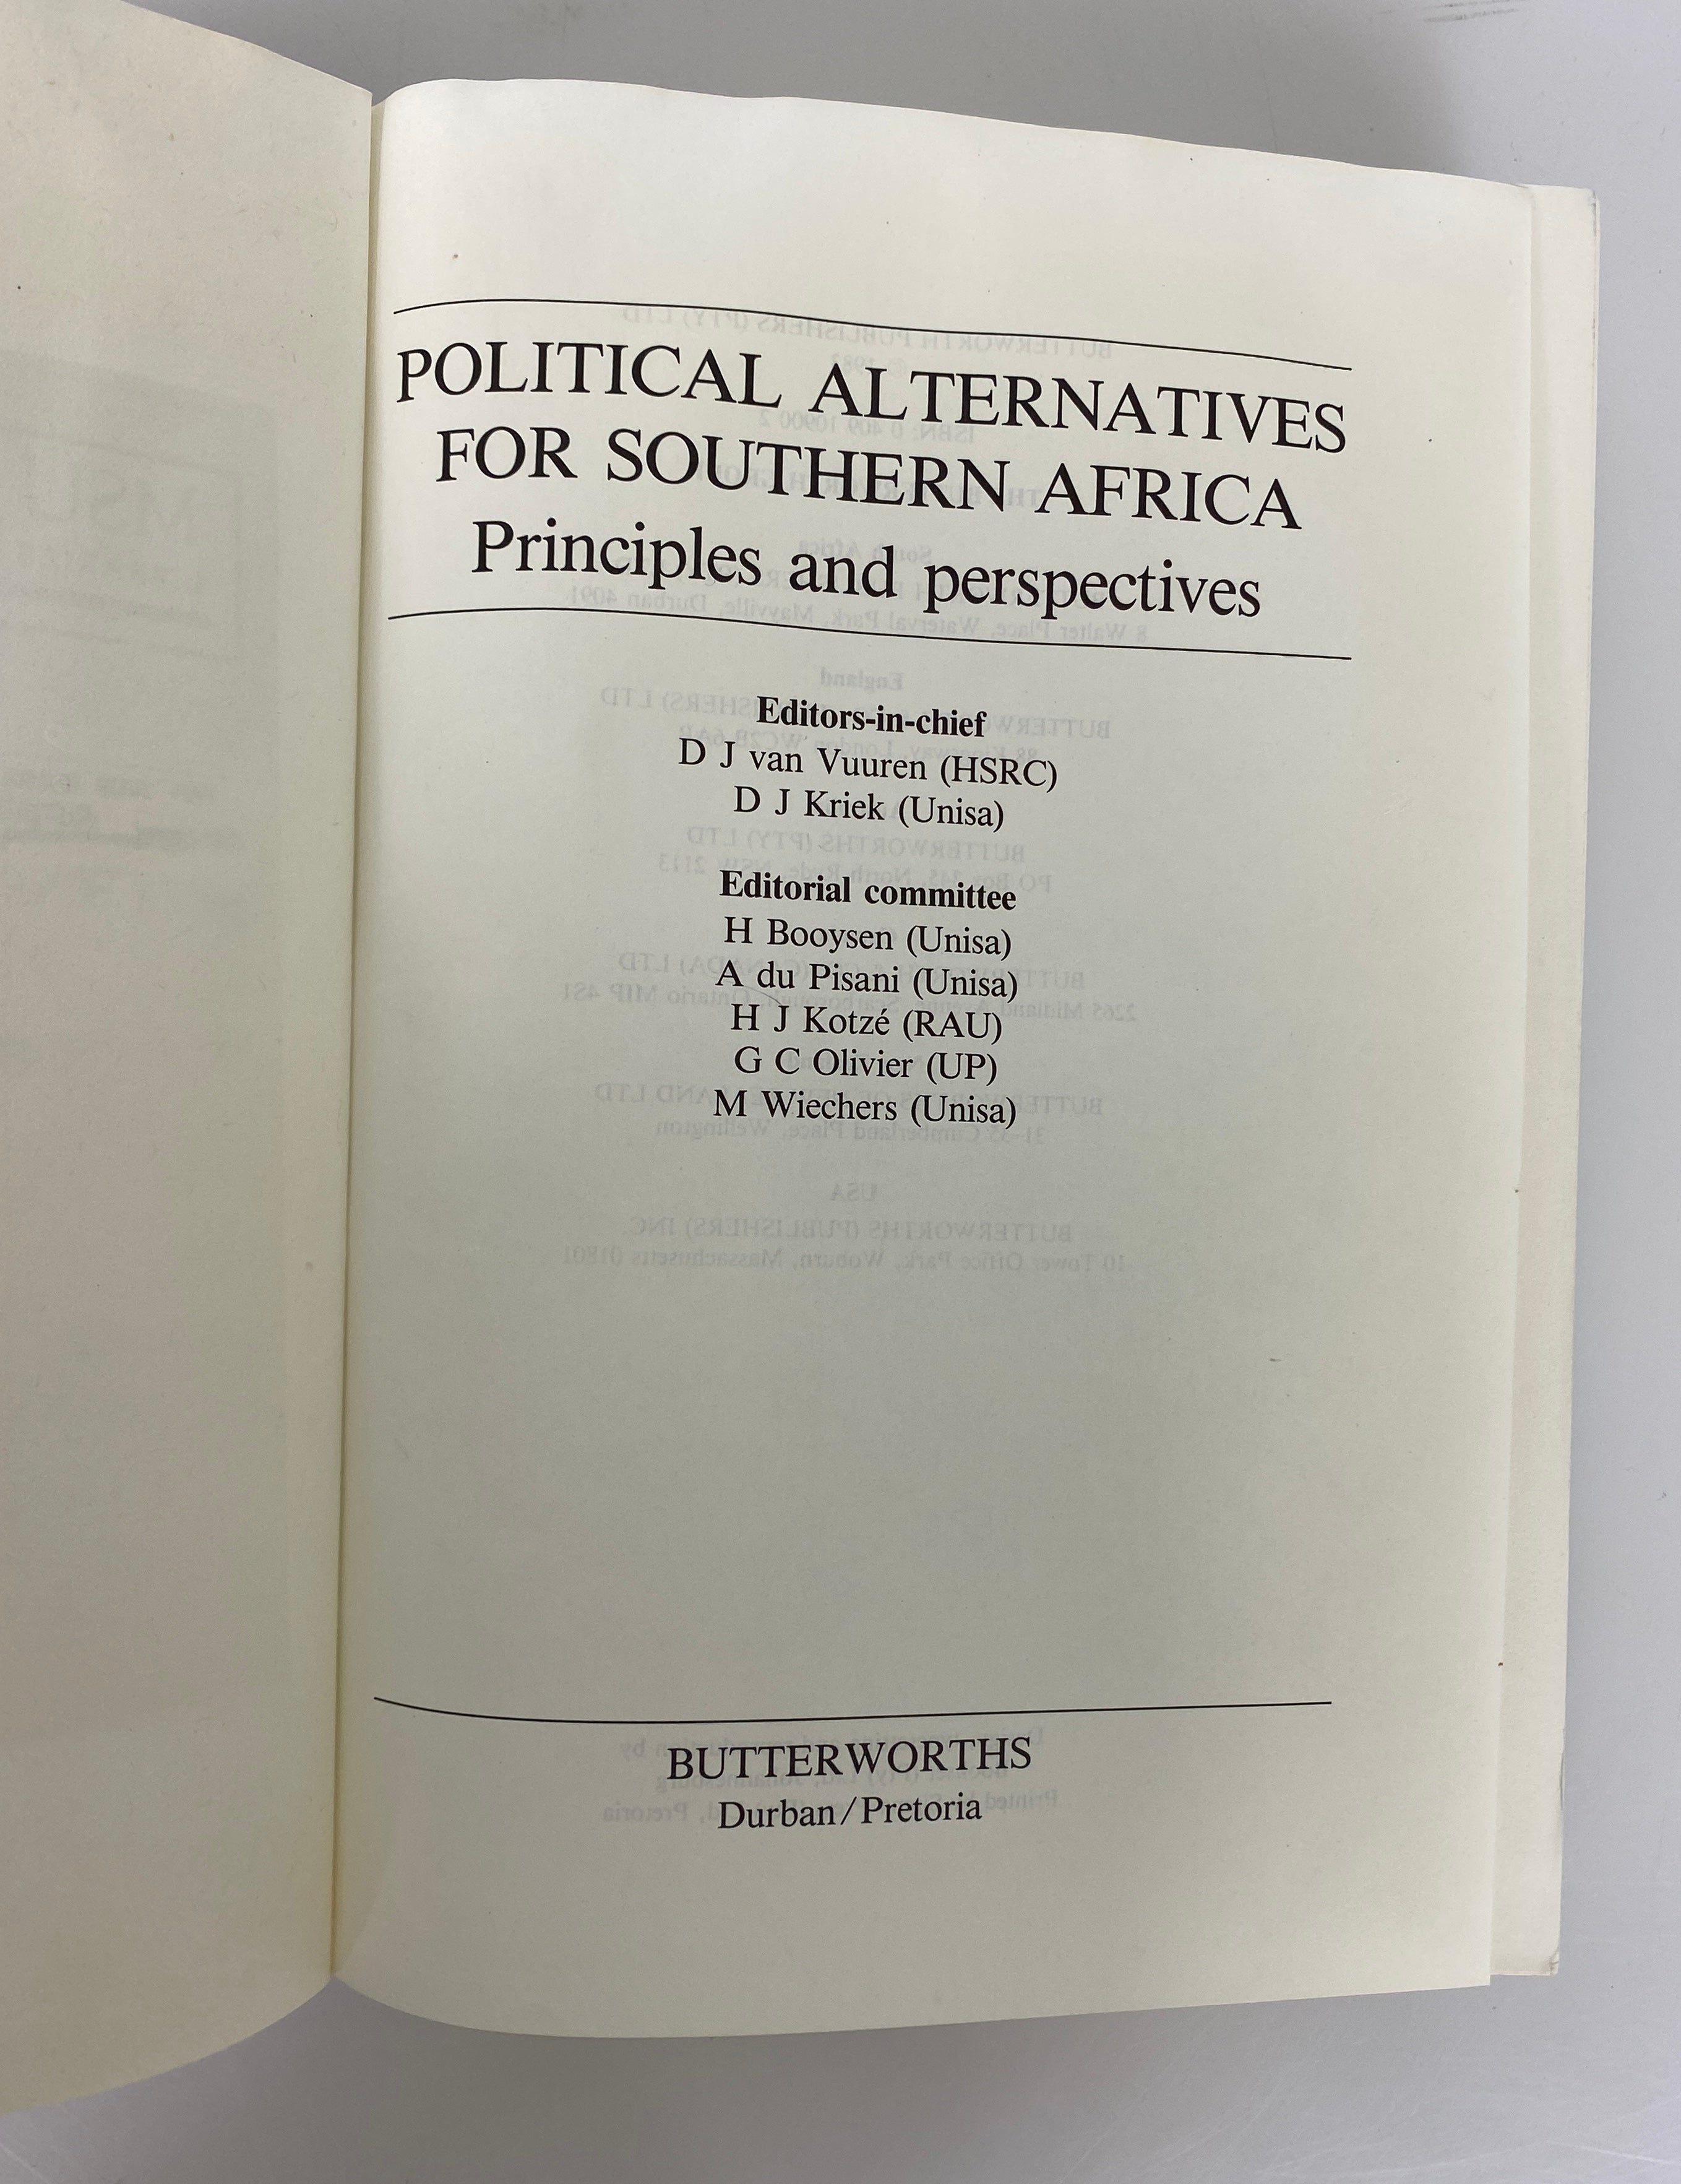 POLITICAL ALTERNATIVES
FOR SOUTHERN AFRICA
Principles and perspectives
Editors-in-chief
D J van Vuuren (HSRC)
D J Kriek (Unisa)
Editorial committee
H Booysen (Unisa)
A du Pisani (Unisa)
H J Kotzé (RAU)
G C Olivier (UP)
M Wiechers (Unisa)
BUTTERWORTHS
Durban/Pretoria